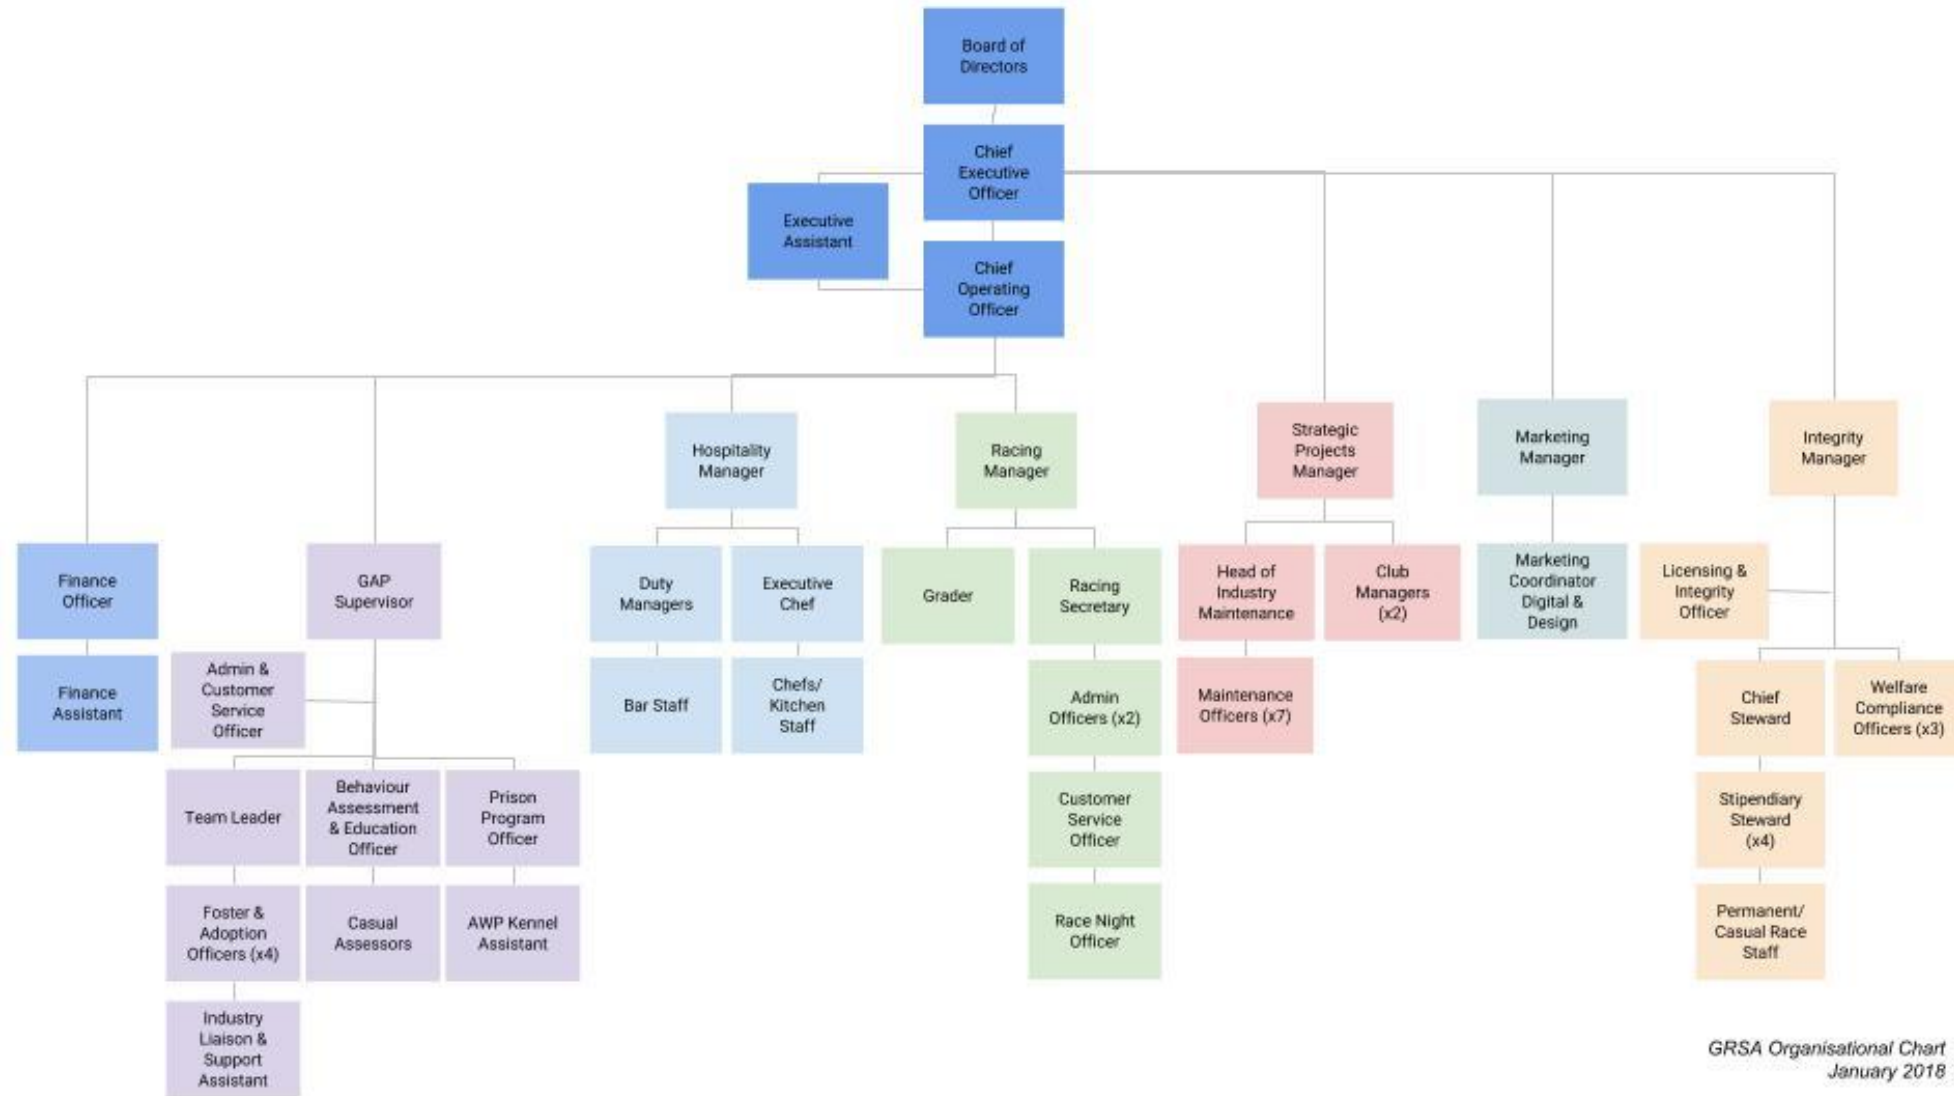 Board of
Directors
Chief
Executive
Officer
Executive
Assistant
Chief
Operating
Officer
Hospitality
Manager
Racing
Manager
Strategic
Projects
Manager
Marketing
Manager
Integrity
Manager
Finance
Officer
GAP
Supervisor
Duty
Managers
Executive
Chef
Grader
Racing
Secretary
Head of
Industry
Maintenance
Club
Managers
(x2)
Marketing
Coordinator
Digital &
Design
Licensing &
Integrity
Officer
Finance
Assistant
Admin &
Customer
Service
Officer
Bar Staff
Chefs/
Kitchen
Staff
Admin
Officers (x2)
Maintenance
Officers (x7)
Chief
Steward
Welfare
Compliance
Officers (x3)
Team Leader
Behaviour
Assessment
& Education
Officer
Prison
Program
Officer
Customer
Service
Officer
Stipendiary
Steward
(x4)
Foster &
Adoption
Officers (x4)
Casual
Assessors
AWP Kennel
Assistant
Race Night
Officer
Permanent/
Casual Race
Staff
Industry
Liaison &
Support
Assistant
GRSA Organisational Chart
January 2018